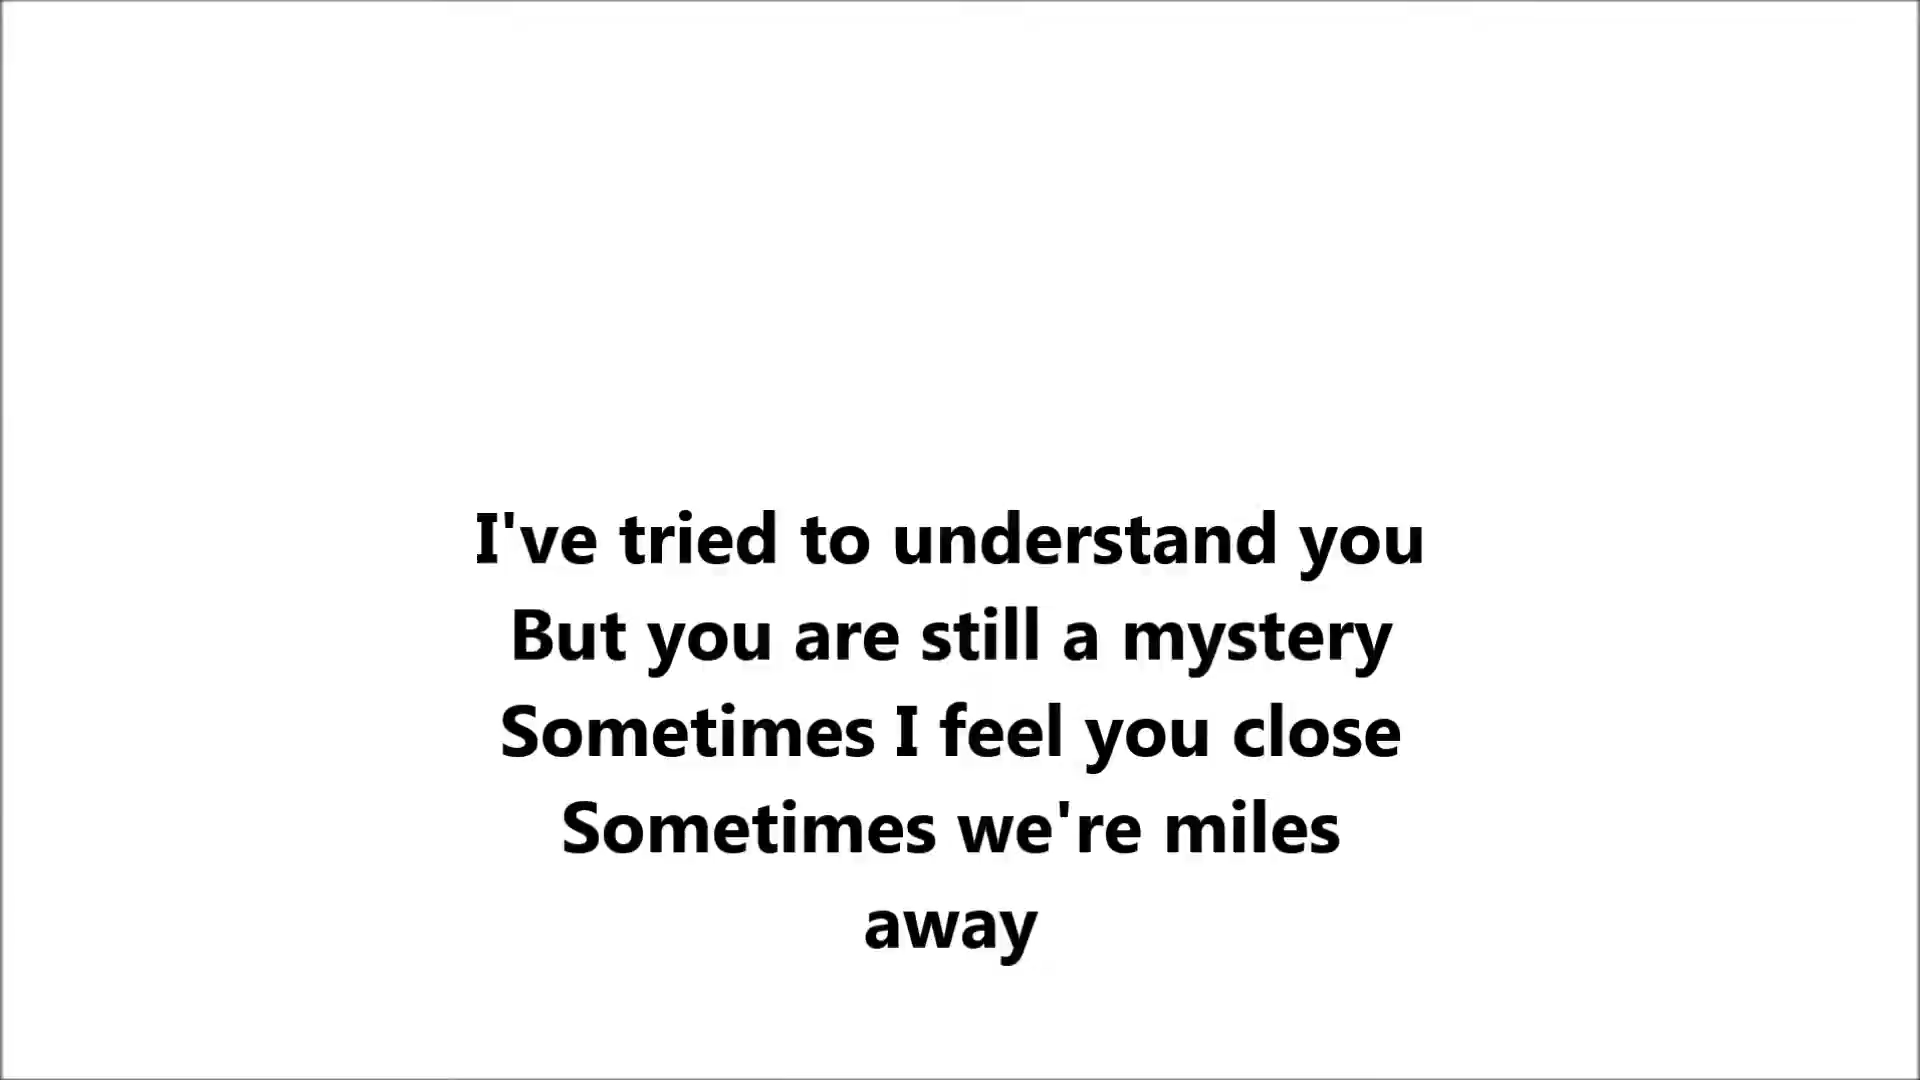 I've tried to understand you
But you are still a mystery
Sometimes I feel you close
Sometimes we're miles
away